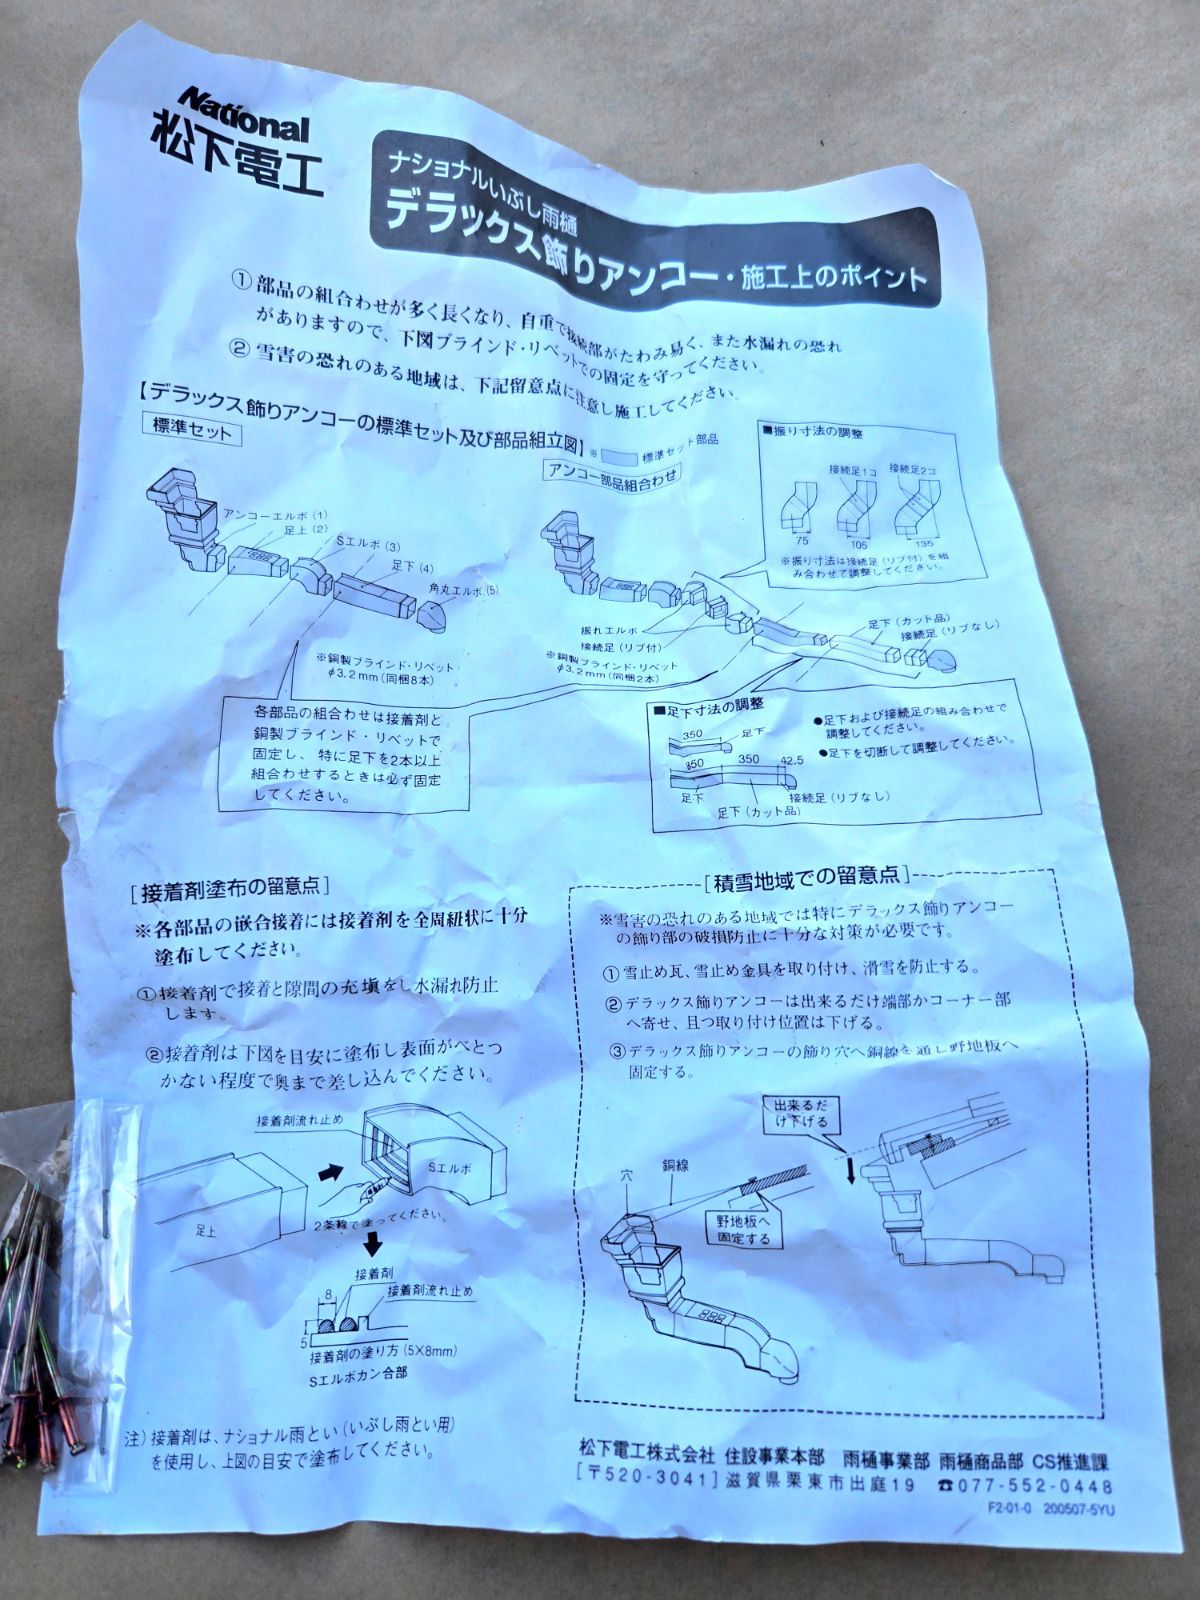 National
松下電工
ナショナルいぶし雨樋
デラックス飾りアンコー・施工上のポイント
① 部品の組合わせが多く長くなり、自重で接続部がたわみ易く、また水漏れの恐れ
がありますので、下図ブラインド・リベットでの固定を守ってください。
② 雪害の恐れのある地域は、下記留意点に注意し施工してください。
【デラックス飾りアンコーの標準セット及び部品組立図】※ 標準セット部品
標準セット
アンコーエルボ(1)
足上(2)
Sエルボ(3)
足下(4)
角丸エルボ(5)
※銅製ブラインド・リベット
φ3.2mm(同梱8本)
各部品の組合わせは接着剤と
銅製ブラインド・リベットで
固定し、特に足下を2本以上
組合わせするときは必ず固定
してください。
アンコー部品組合わせ
振れエルボ
接続足(リブ付)
※銅製ブラインド・リベット
φ3.2mm(同梱2本)
足下(カット品)
接続足(リブなし)
■振り寸法の調整
接続足1コ
接続足2コ
75
105
135
※振り寸法は接続足(リブ付)を組
み合わせて調整してください。
■足下寸法の調整
350
足下
350
350
42.5
足下
接続足(リブなし)
足下(カット品)
●足下および接続足の組み合わせで
調整してください。
●足下を切断して調整してください。
[接着剤塗布の留意点]
※各部品の嵌合接着には接着剤を全周紐状に十分
塗布してください。
①接着剤で接着と隙間の充塡をし水漏れ防止
します。
②接着剤は下図を目安に塗布し表面がべとつ
かない程度で奥まで差し込んでください。
接着剤流れ止め
Sエルボ
足上
2条線で塗ってください。
接着剤
8
接着剤流れ止め
5
接着剤の塗り方(5×8mm)
Sエルボカン合部
注)接着剤は、ナショナル雨とい(いぶし雨とい用)
を使用し、上図の目安で塗布してください。
[積雪地域での留意点]
※雪害の恐れのある地域では特にデラックス飾りアンコー
の飾り部の破損防止に十分な対策が必要です。
① 雪止め瓦、雪止め金具を取り付け、滑雪を防止する。
② デラックス飾りアンコーは出来るだけ端部かコーナー部
へ寄せ、且つ取り付け位置は下げる。
③ デラックス飾りアンコーの飾り穴へ銅線を通し野地板へ
固定する。
出来るだ
け下げる
穴
銅線
野地板へ
固定する
松下電工株式会社 住設事業本部 雨樋事業部 雨樋商品部 CS推進課
[〒520-3041]滋賀県栗東市出庭19 ☎077-552-0448
F2-01-0 200507-5YU